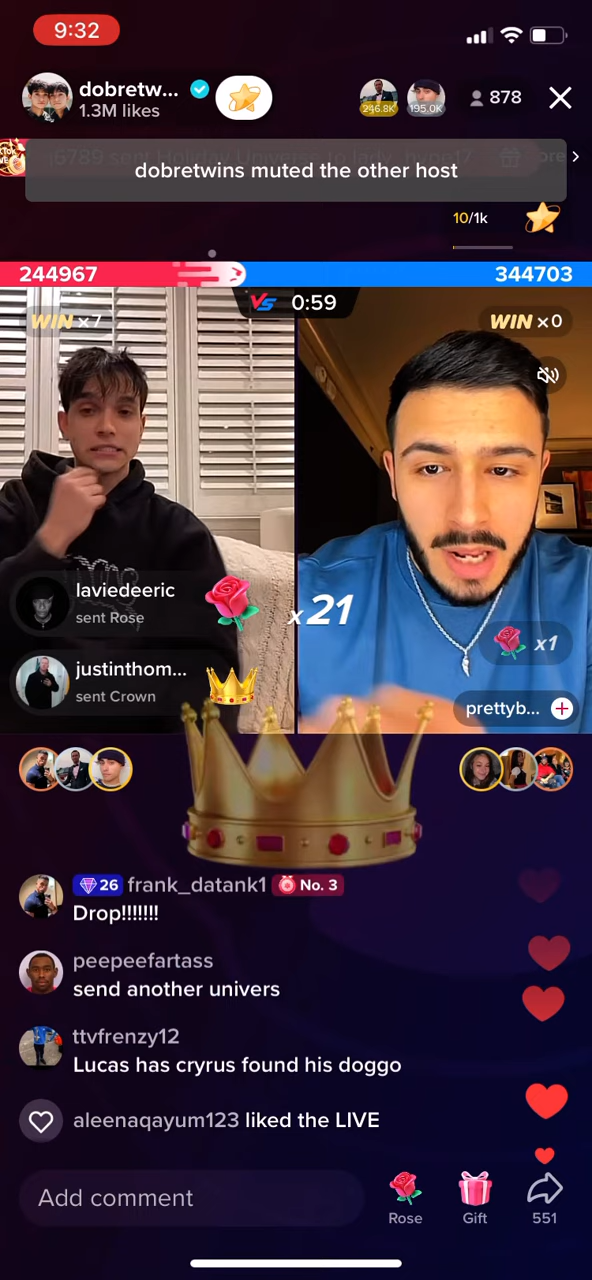 9:32
dobretw...
1.3M likes
246.8K
195.0K
878
dobretwins muted the other host
10/1k
244967
344703
VS 0:59
WIN x7
WIN x0
laviedeeric
sent Rose
x21
x1
justinthom...
sent Crown
prettyb...
26 frank_datank1 No. 3
Drop!!!!!!!
peepeefartass
send another univers
ttvfrenzy12
Lucas has cryrus found his doggo
aleenaqayum123 liked the LIVE
Add comment
Rose
Gift
551